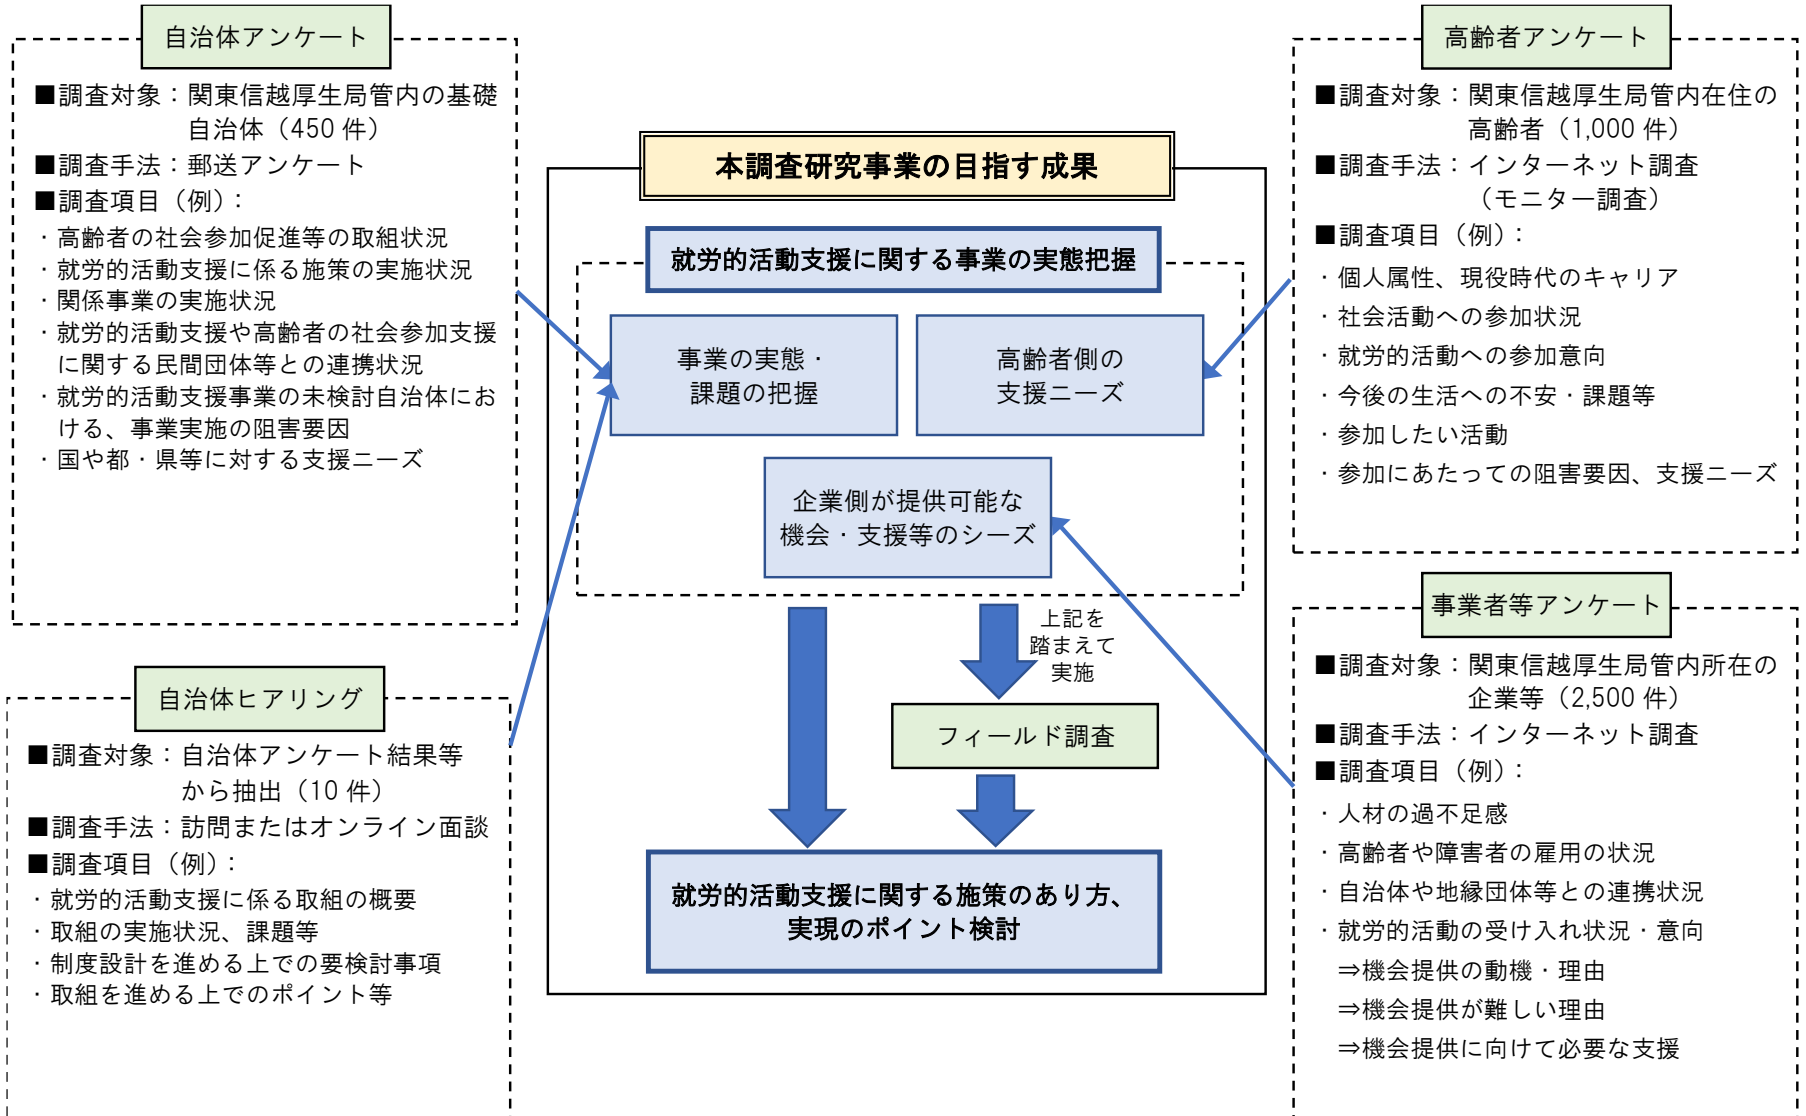 自治体アンケート
■調査対象：関東信越厚生局管内の基礎
自治体（450 件）
■調査手法：郵送アンケート
■調査項目（例）：
・高齢者の社会参加促進等の取組状況
・就労的活動支援に係る施策の実施状況
・関係事業の実施状況
・就労的活動支援や高齢者の社会参加支援
に関する民間団体等との連携状況
・就労的活動支援事業の未検討自治体にお
ける、事業実施の阻害要因
・国や都・県等に対する支援ニーズ
自治体ヒアリング
■調査対象：自治体アンケート結果等
から抽出（10 件）
■調査手法：訪問またはオンライン面談
■調査項目（例）：
・就労的活動支援に係る取組の概要
・取組の実施状況、課題等
・制度設計を進める上での要検討事項
・取組を進める上でのポイント等
本調査研究事業の目指す成果
就労的活動支援に関する事業の実態把握
事業の実態・
課題の把握
高齢者側の
支援ニーズ
企業側が提供可能な
機会・支援等のシーズ
上記を
踏まえて
実施
フィールド調査
就労的活動支援に関する施策のあり方、
実現のポイント検討
高齢者アンケート
■調査対象：関東信越厚生局管内在住の
高齢者（1,000 件）
■調査手法：インターネット調査
（モニター調査）
■調査項目（例）：
・個人属性、現役時代のキャリア
・社会活動への参加状況
・就労的活動への参加意向
・今後の生活への不安・課題等
・参加したい活動
・参加にあたっての阻害要因、支援ニーズ
事業者等アンケート
■調査対象：関東信越厚生局管内所在の
企業等（2,500 件）
■調査手法：インターネット調査
■調査項目（例）：
・人材の過不足感
・高齢者や障害者の雇用の状況
・自治体や地縁団体等との連携状況
・就労的活動の受け入れ状況・意向
⇒機会提供の動機・理由
⇒機会提供が難しい理由
⇒機会提供に向けて必要な支援